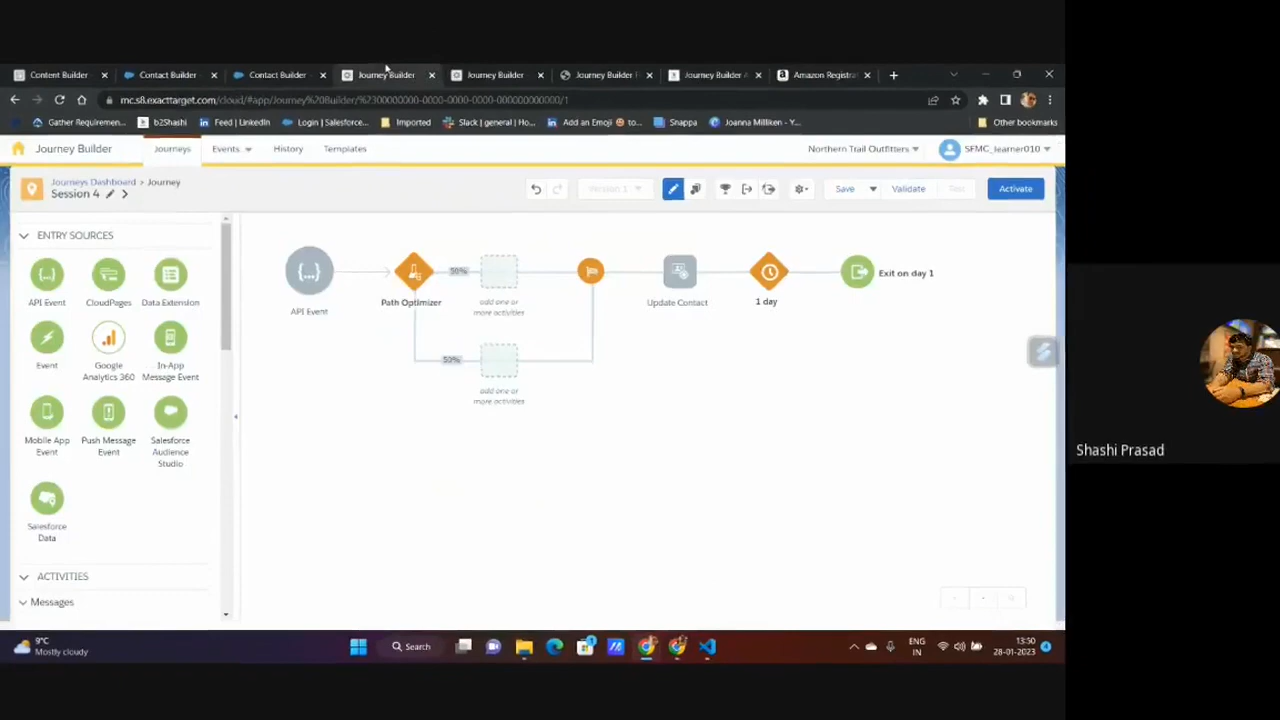 Content Builder
Contact Builder
Contact Builder
Journey Builder
Journey Builder
Journey Builder
Journey Builder
Amazon Registra
mc.s8.exacttarget.com/cloud/#app/Journey%20Builder/%2300000000-0000-0000-0000-000000000000/1
Gather Requiremen...
b2Shashi
Feed | LinkedIn
Login | Salesforce...
Imported
Slack | general | Ho...
Add an Emoji 😊 to...
Snappa
Joanna Milliken - Y...
Other bookmarks
Journey Builder
Journeys
Events
History
Templates
Northern Trail Outfitters
SFMC_learner010
Journeys Dashboard > Journey
Session 4
Version 1
Save
Validate
Test
Activate
ENTRY SOURCES
API Event
CloudPages
Data Extension
Event
Google
Analytics 360
In-App
Message Event
Mobile App
Event
Push Message
Event
Salesforce
Audience
Studio
Salesforce
Data
ACTIVITIES
Messages
API Event
Path Optimizer
50%
add one or
more activities
50%
add one or
more activities
Update Contact
1 day
Exit on day 1
Shashi Prasad
9°C
Mostly cloudy
Search
ENG
IN
13:50
28-01-2023